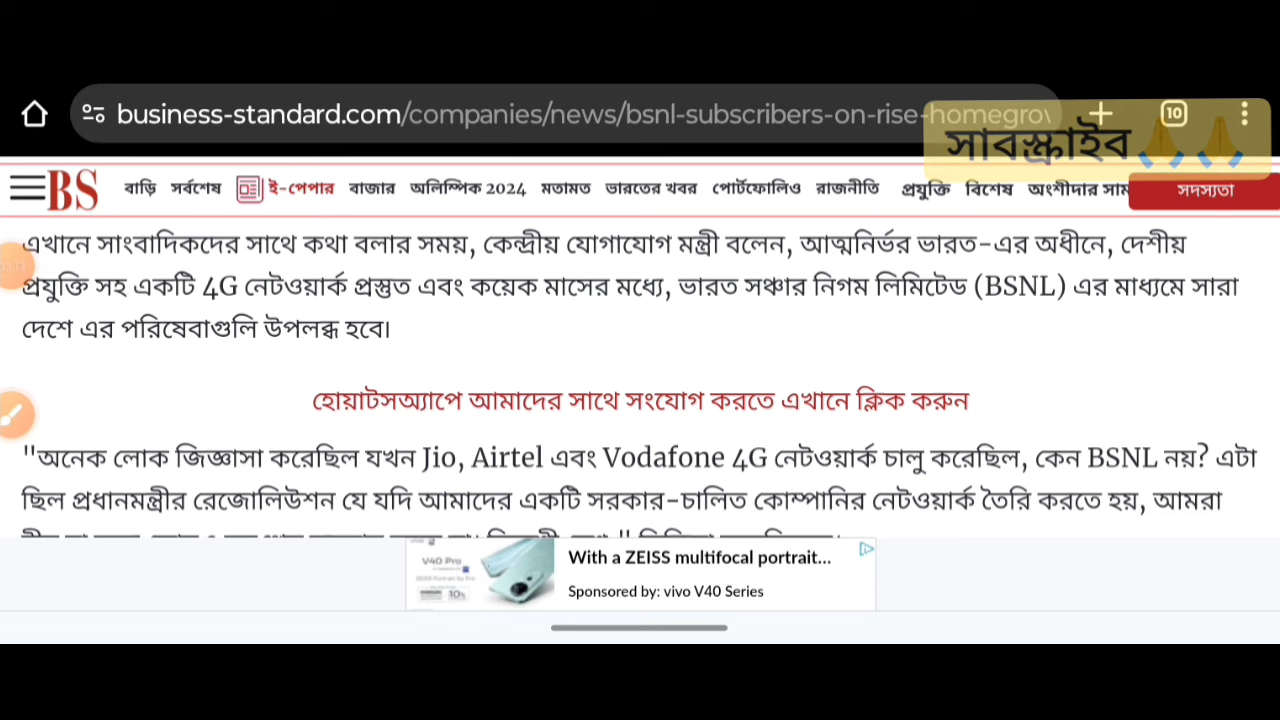 business-standard.com/companies/news/bsnl-subscribers-on-rise-homegrov
10
সাবস্ক্রাইব🙏🙏
BS বাড়ি সর্বশেষ ই-পেপার বাজার অলিম্পিক 2024 মতামত ভারতের খবর পোর্টফোলিও রাজনীতি প্রযুক্তি বিশেষ অংশীদার সাম সদস্যতা
এখানে সাংবাদিকদের সাথে কথা বলার সময়, কেন্দ্রীয় যোগাযোগ মন্ত্রী বলেন, আত্মনির্ভর ভারত-এর অধীনে, দেশীয়
প্রযুক্তি সহ একটি 4G নেটওয়ার্ক প্রস্তুত এবং কয়েক মাসের মধ্যে, ভারত সঞ্চার নিগম লিমিটেড (BSNL) এর মাধ্যমে সারা
দেশে এর পরিষেবাগুলি উপলব্ধ হবে।
হোয়াটসঅ্যাপে আমাদের সাথে সংযোগ করতে এখানে ক্লিক করুন
"অনেক লোক জিজ্ঞাসা করেছিল যখন Jio, Airtel এবং Vodafone 4G নেটওয়ার্ক চালু করেছিল, কেন BSNL নয়? এটা
ছিল প্রধানমন্ত্রীর রেজোলিউশন যে যদি আমাদের একটি সরকার-চালিত কোম্পানির নেটওয়ার্ক তৈরি করতে হয়, আমরা
V40 Pro
With a ZEISS multifocal portrait...
Sponsored by: vivo V40 Series